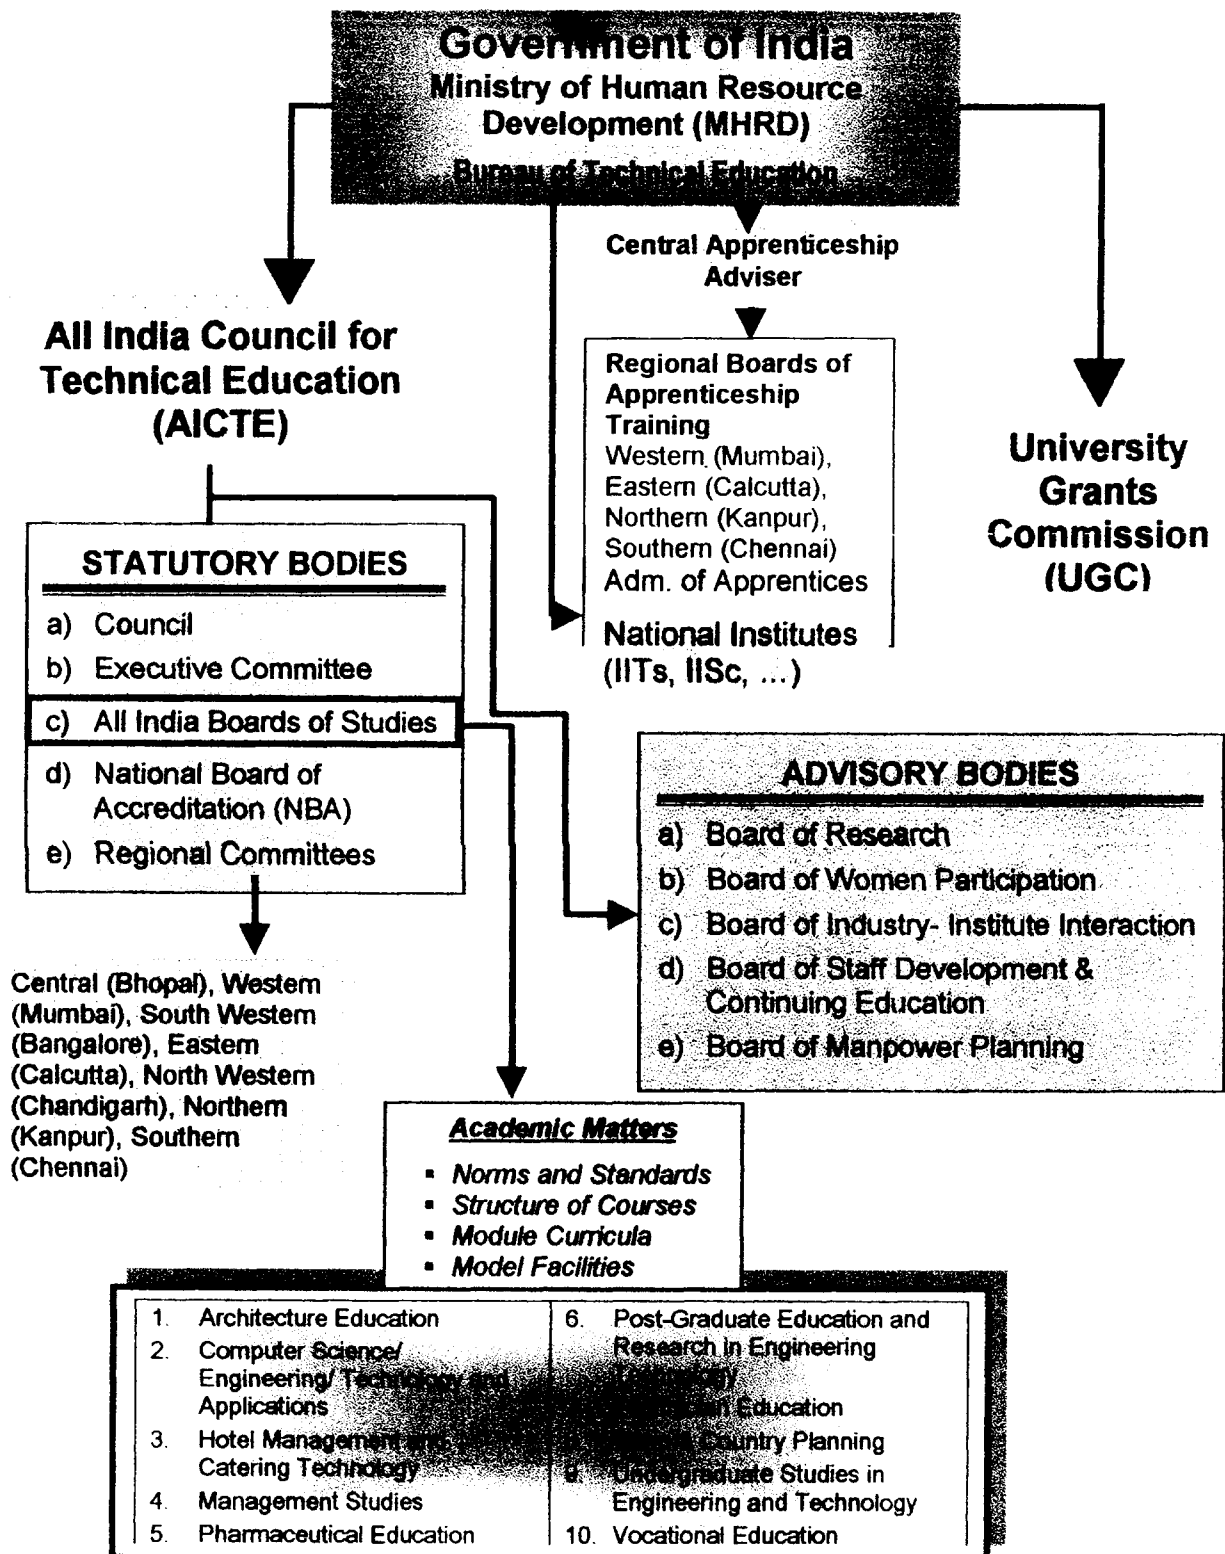 Government of India
Ministry of Human Resource
Development (MHRD)
Bureau of Technical Education
Central Apprenticeship
Adviser
All India Council for
Technical Education
(AICTE)
Regional Boards of
Apprenticeship
Training
Western (Mumbai),
Eastern (Calcutta),
Northern (Kanpur),
Southern (Chennai)
Adm. of Apprentices
National Institutes
(IITs, IISc, ...)
University
Grants
Commission
(UGC)
STATUTORY BODIES
a) Council
b) Executive Committee
c) All India Boards of Studies
d) National Board of
Accreditation (NBA)
e) Regional Committees
ADVISORY BODIES
a) Board of Research
b) Board of Women Participation
c) Board of Industry- Institute Interaction
d) Board of Staff Development &
Continuing Education
e) Board of Manpower Planning
Central (Bhopal), Western
(Mumbai), South Western
(Bangalore), Eastern
(Calcutta), North Western
(Chandigarh), Northern
(Kanpur), Southern
(Chennai)
Academic Matters
▪ Norms and Standards
▪ Structure of Courses
▪ Module Curricula
▪ Model Facilities
1. Architecture Education
2. Computer Science/
Engineering/ Technology and
Applications
3. Hotel Management and
Catering Technology
4. Management Studies
5. Pharmaceutical Education
6. Post-Graduate Education and
Research in Engineering
Technology
Education
Country Planning
9. Undergraduate Studies in
Engineering and Technology
10. Vocational Education